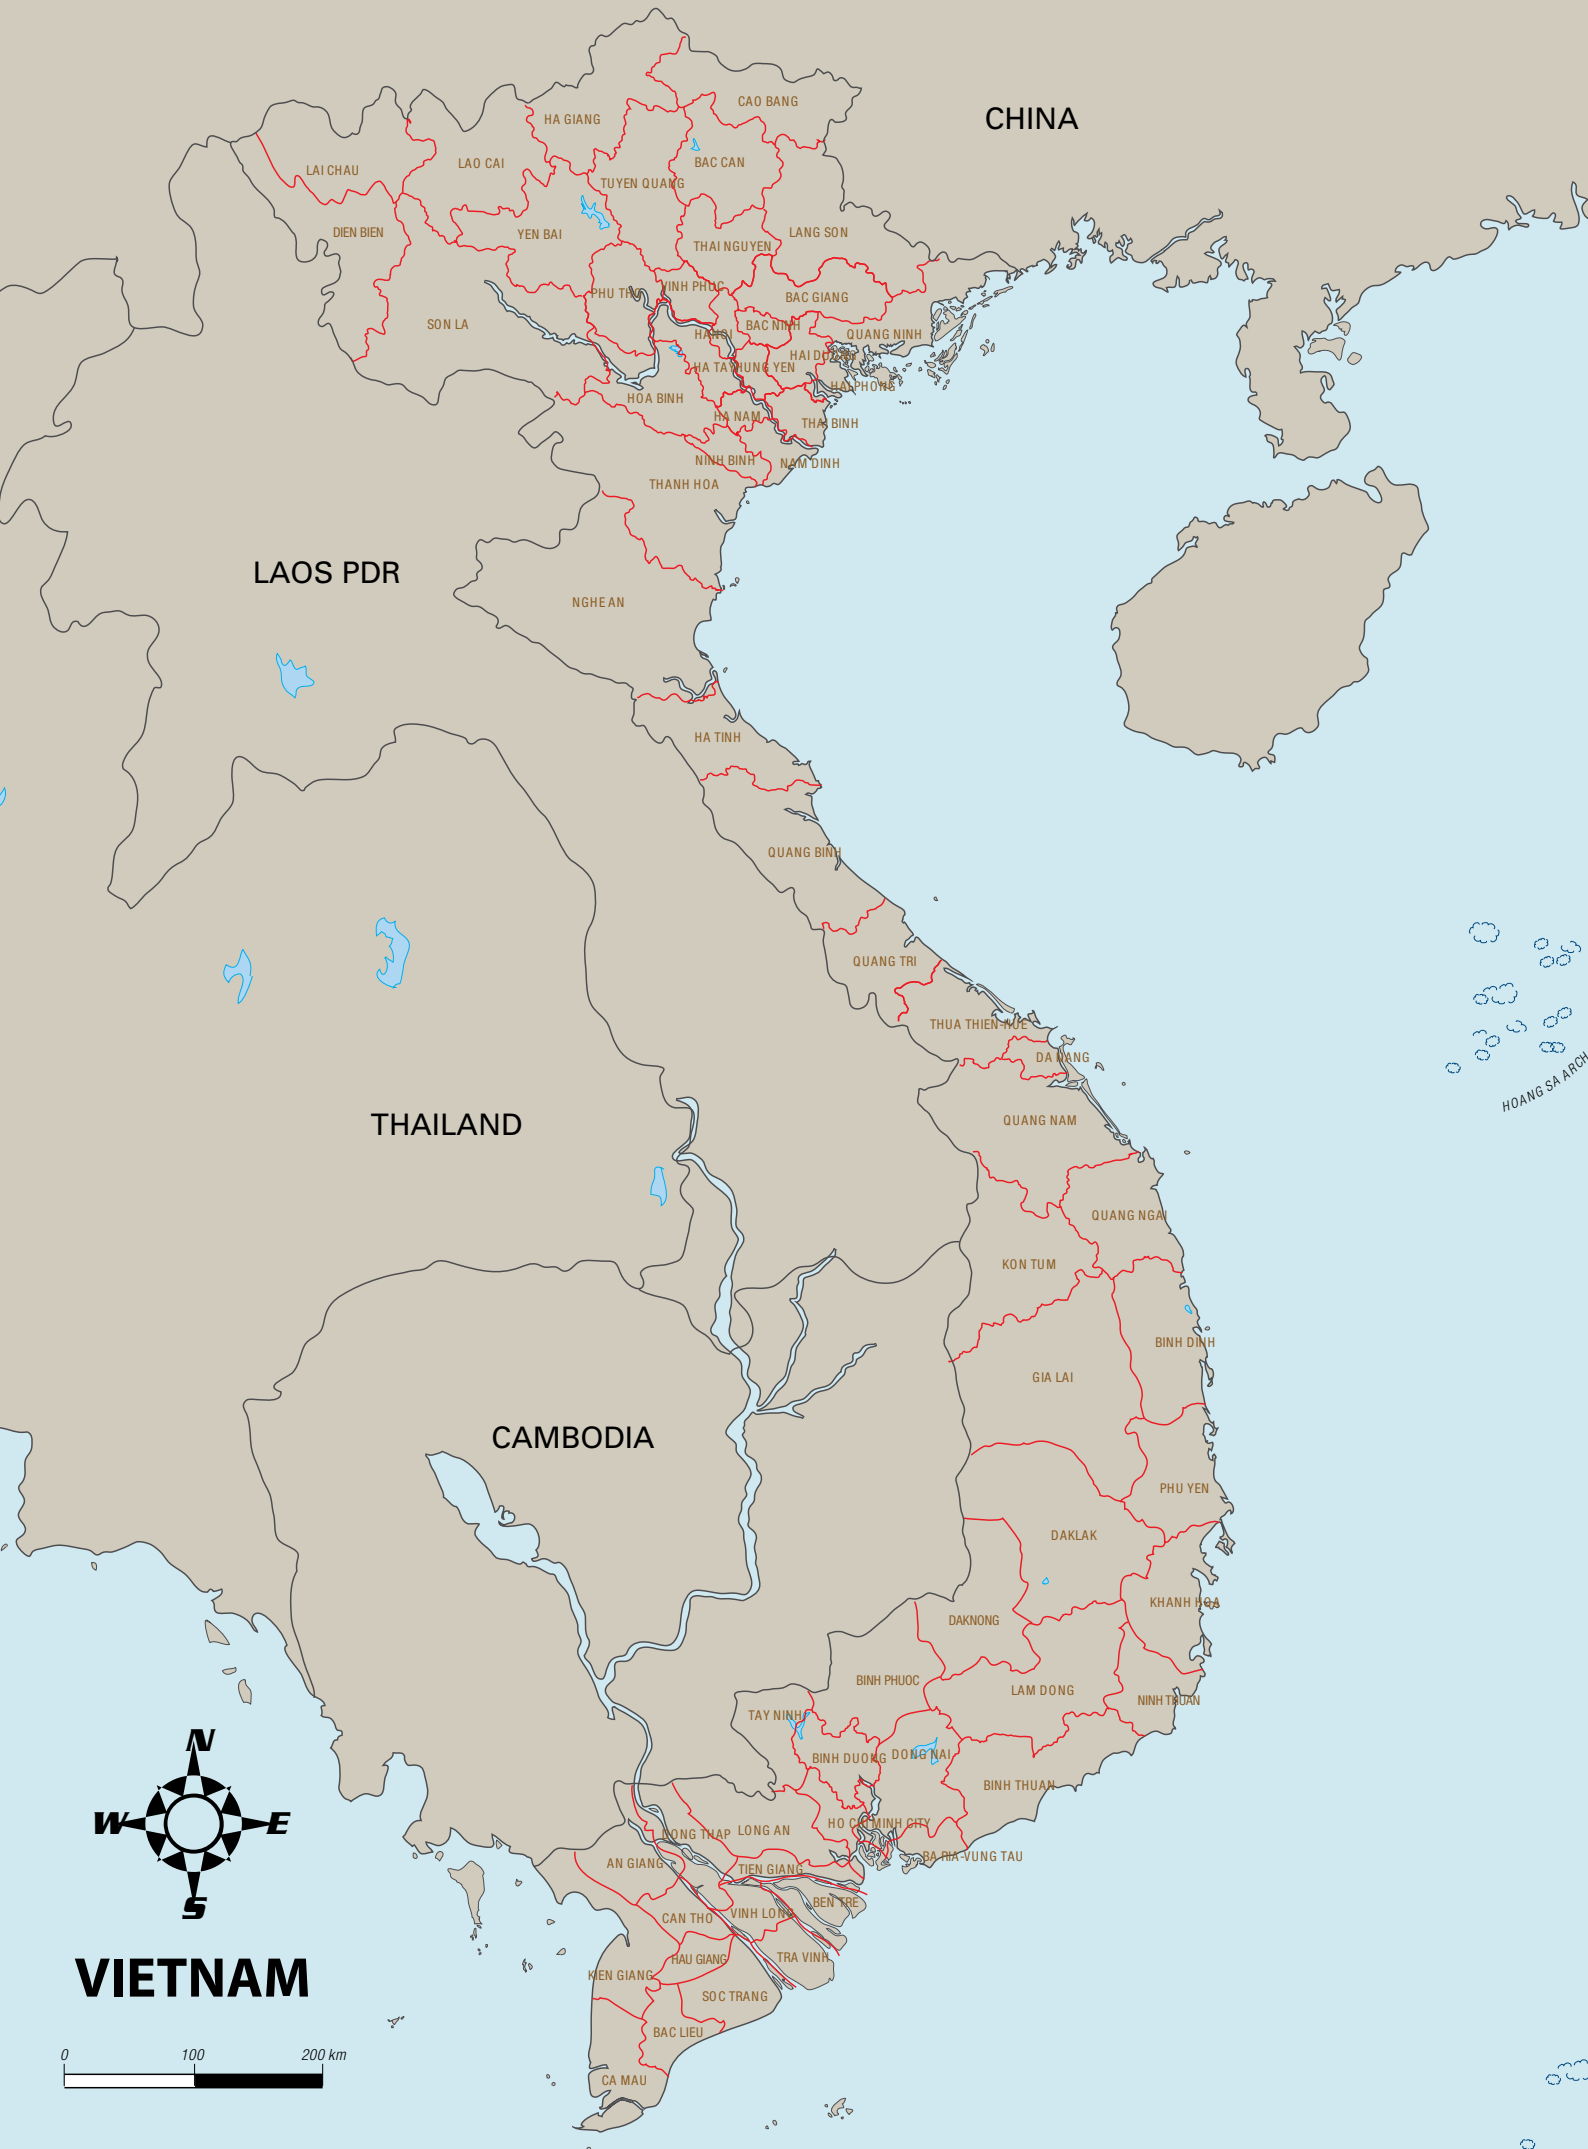 CHINA
CAO BANG
HA GIANG
LAO CAI
BAC CAN
LAI CHAU
TUYEN QUANG
DIEN BIEN
YEN BAI
LANG SON
THAI NGUYEN
PHU THO
VINH PHUC
BAC GIANG
SON LA
BAC NINH
HANOI
QUANG NINH
HAI DUONG
HA TAY
HUNG YEN
HAI PHONG
HOA BINH
HA NAM
THAI BINH
NINH BINH
NAM DINH
THANH HOA
LAOS PDR
NGHE AN
HA TINH
QUANG BINH
QUANG TRI
THUA THIEN-HUE
DA NANG
HOANG SA ARCH
THAILAND
QUANG NAM
QUANG NGAI
KON TUM
BINH DINH
GIA LAI
CAMBODIA
PHU YEN
DAKLAK
KHANH HOA
DAKNONG
BINH PHUOC
LAM DONG
NINH THUAN
TAY NINH
BINH DUONG
DONG NAI
BINH THUAN
HO CHI MINH CITY
DONG THAP
LONG AN
BA RIA-VUNG TAU
AN GIANG
TIEN GIANG
BEN TRE
CAN THO
VINH LONG
HAU GIANG
TRA VINH
KIEN GIANG
SOC TRANG
BAC LIEU
CA MAU
N
W
E
S
VIETNAM
0 100 200 km